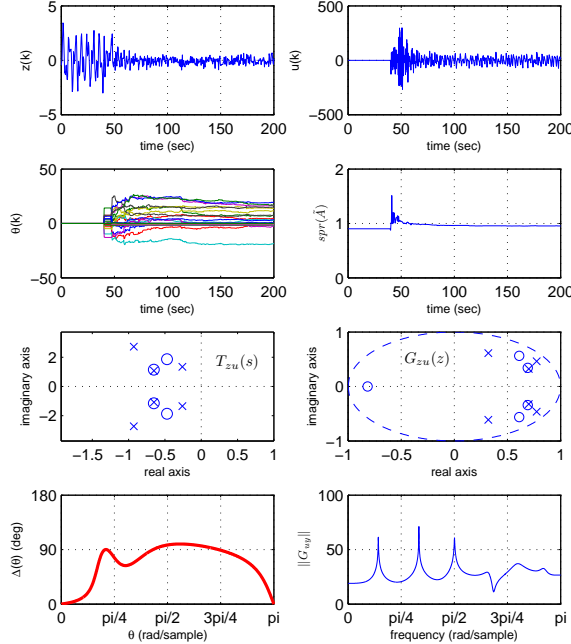 5
0
−5
z(k)
0 50 100 150 200
time (sec)
500
0
−500
u(k)
0 50 100 150 200
time (sec)
50
0
−50
θ(k)
0 50 100 150 200
time (sec)
2
1
0
spr(Ã)
0 50 100 150 200
time (sec)
2
0
−2
imaginary axis
T_zu(s)
−1.5 −1 −0.5 0 0.5 1
real axis
1
0.5
0
−0.5
−1
imaginary axis
G_zu(z)
−1 −0.5 0 0.5 1
real axis
180
90
0
Δ(θ) (deg)
0 pi/4 pi/2 3pi/4 pi
θ (rad/sample)
100
50
0
||G_uy||
0 pi/4 pi/2 3pi/4 pi
frequency (rad/sample)